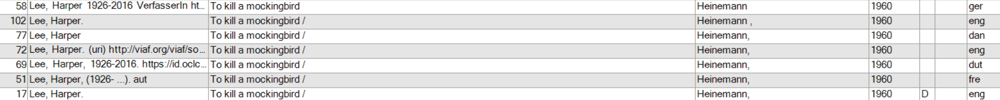 58 Lee, Harper 1926-2016 VerfasserIn ht... To kill a mockingbird Heinemann 1960 ger
102 Lee, Harper. To kill a mockingbird / Heinemann , 1960 eng
77 Lee, Harper To kill a mockingbird / Heinemann, 1960 dan
72 Lee, Harper. (uri) http://viaf.org/viaf/so... To kill a mockingbird / Heinemann, 1960 eng
69 Lee, Harper, 1926-2016. https://id.oclc... To kill a mockingbird / Heinemann, 1960 dut
51 Lee, Harper, (1926- ...). aut To kill a mockingbird / Heinemann, 1960 fre
17 Lee, Harper. To kill a mockingbird / Heinemann, 1960 D eng